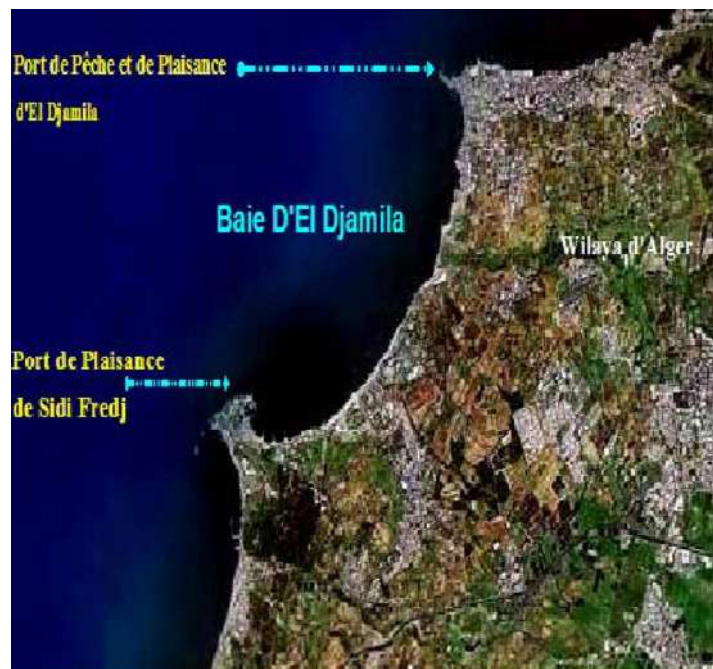 Port de Pêche et de Plaisance
d'El Djamila
Baie D'El Djamila
Wilaya d'Alger
Port de Plaisance
de Sidi Fredj